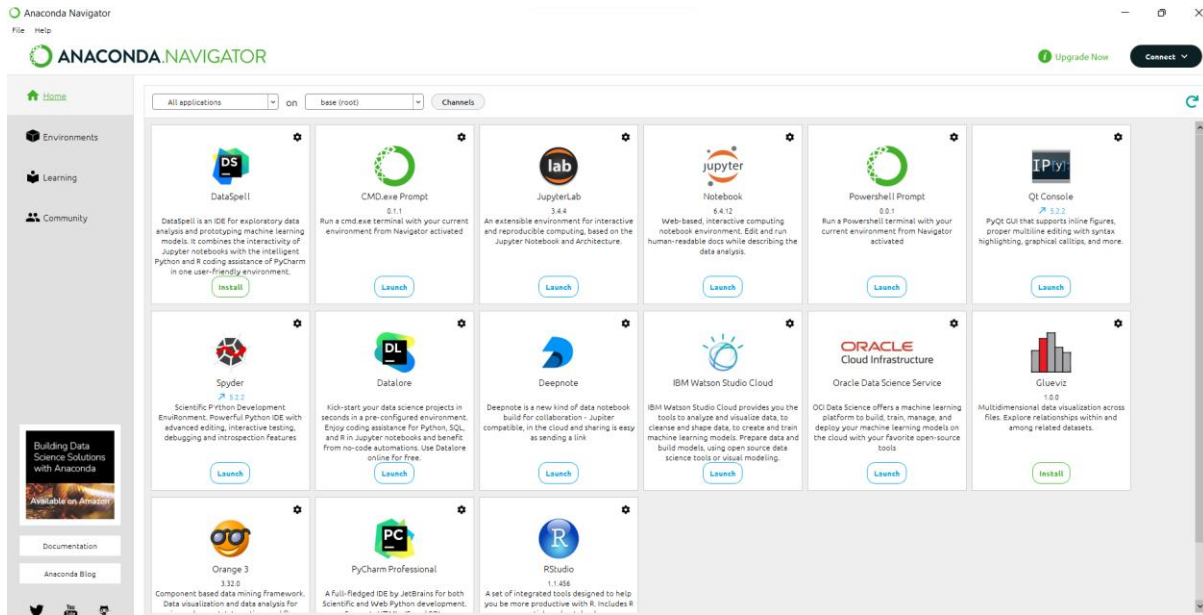 Anaconda Navigator
File Help
ANACONDA.NAVIGATOR
Upgrade Now
Connect
Home
Environments
Learning
Community
Building Data
Science Solutions
with Anaconda
Available on Amazon
Documentation
Anaconda Blog
All applications
on
base (root)
Channels
DS
DataSpell
DataSpell is an IDE for exploratory data
analysis and prototyping machine learning
models. It combines the interactivity of
Jupyter notebooks with the intelligent
Python and R coding assistance of PyCharm
in one user-friendly environment.
Install
CMD.exe Prompt
0.1.1
Run a cmd.exe terminal with your current
environment from Navigator activated
Launch
lab
JupyterLab
3.4.4
An extensible environment for interactive
and reproducible computing, based on the
Jupyter Notebook and Architecture.
Launch
jupyter
Notebook
6.4.12
Web-based, interactive computing
notebook environment. Edit and run
human-readable docs while describing the
data analysis.
Launch
Powershell Prompt
0.0.1
Run a Powershell terminal with your
current environment from Navigator
activated
Launch
IP[y]
Qt Console
5.2.2
PyQt GUI that supports inline figures,
proper multiline editing with syntax
highlighting, graphical calltips, and more.
Launch
Spyder
5.2.2
Scientific PYthon Development
EnviRonment. Powerful Python IDE with
advanced editing, interactive testing,
debugging and introspection features
Launch
DL
Datalore
Kick-start your data science projects in
seconds in a pre-configured environment.
Enjoy coding assistance for Python, SQL,
and R in Jupyter notebooks and benefit
from no-code automations. Use Datalore
online for free.
Launch
Deepnote
Deepnote is a new kind of data notebook
build for collaboration - Jupiter
compatible, in the cloud and sharing is easy
as sending a link
Launch
IBM Watson Studio Cloud
IBM Watson Studio Cloud provides you the
tools to analyze and visualize data, to
cleanse and shape data, to create and train
machine learning models. Prepare data and
build models, using open source data
science tools or visual modeling.
Launch
ORACLE
Cloud Infrastructure
Oracle Data Science Service
OCI Data Science offers a machine learning
platform to build, train, manage, and
deploy your machine learning models on
the cloud with your favorite open-source
tools
Launch
Glueviz
1.0.0
Multidimensional data visualization across
files. Explore relationships within and
among related datasets.
Install
Orange 3
3.32.0
Component based data mining framework.
Data visualization and data analysis for
PC
PyCharm Professional
A full-fledged IDE by JetBrains for both
Scientific and Web Python development.
R
RStudio
1.1.456
A set of integrated tools designed to help
you be more productive with R. Includes R